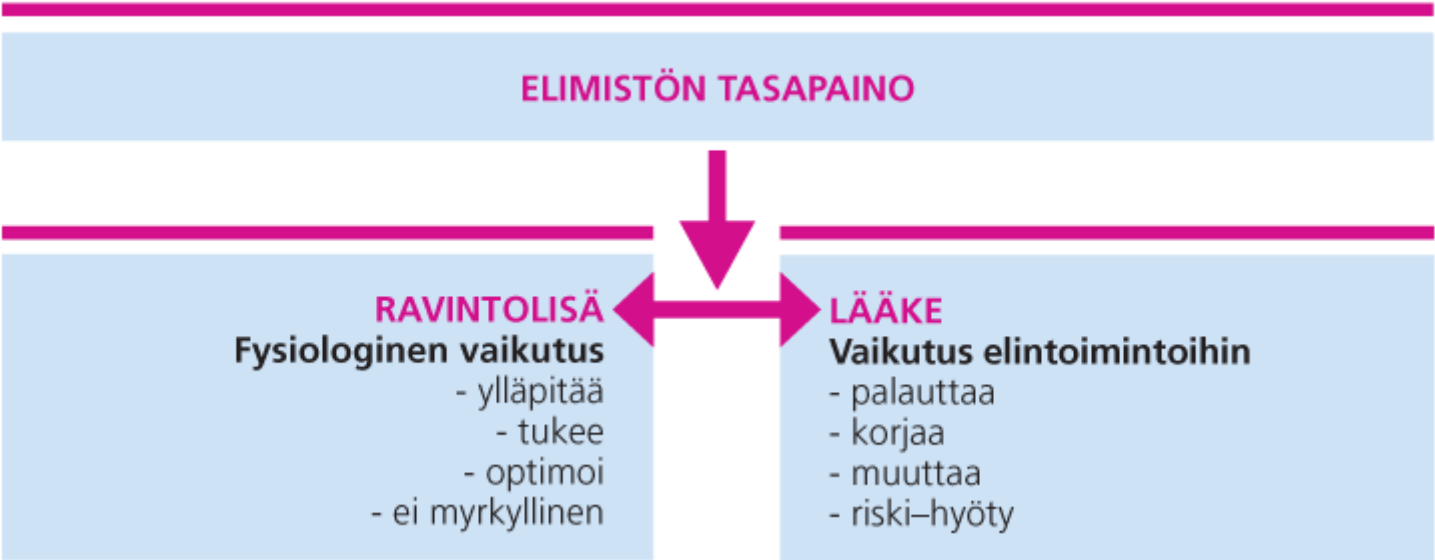 ELIMISTÖN TASAPAINO
RAVINTOLISÄ
Fysiologinen vaikutus
- ylläpitää
- tukee
- optimoi
- ei myrkyllinen
LÄÄKE
Vaikutus elintoimintoihin
- palauttaa
- korjaa
- muuttaa
- riski–hyöty